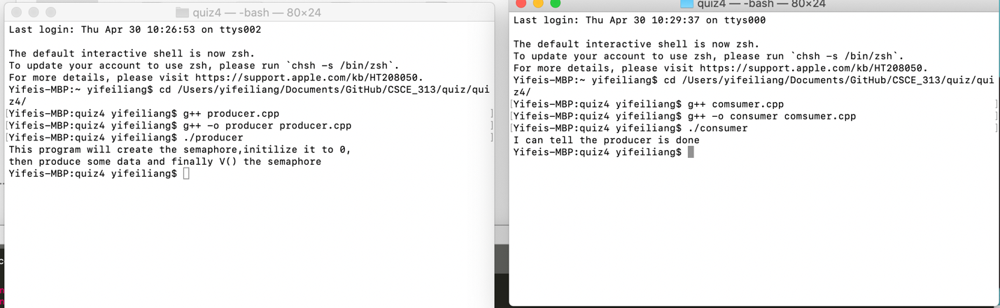 quiz4 — -bash — 80×24
Last login: Thu Apr 30 10:26:53 on ttys002
The default interactive shell is now zsh.
To update your account to use zsh, please run `chsh -s /bin/zsh`.
For more details, please visit https://support.apple.com/kb/HT208050.
Yifeis-MBP:~ yifeiliang$ cd /Users/yifeiliang/Documents/GitHub/CSCE_313/quiz/qui
z4/
[Yifeis-MBP:quiz4 yifeiliang$ g++ producer.cpp ]
[Yifeis-MBP:quiz4 yifeiliang$ g++ -o producer producer.cpp ]
[Yifeis-MBP:quiz4 yifeiliang$ ./producer ]
This program will create the semaphore,initilize it to 0,
then produce some data and finally V() the semaphore
Yifeis-MBP:quiz4 yifeiliang$
quiz4 — -bash — 80×24
Last login: Thu Apr 30 10:29:37 on ttys000
The default interactive shell is now zsh.
To update your account to use zsh, please run `chsh -s /bin/zsh`.
For more details, please visit https://support.apple.com/kb/HT208050.
Yifeis-MBP:~ yifeiliang$ cd /Users/yifeiliang/Documents/GitHub/CSCE_313/quiz/qui
z4/
[Yifeis-MBP:quiz4 yifeiliang$ g++ comsumer.cpp ]
[Yifeis-MBP:quiz4 yifeiliang$ g++ -o consumer comsumer.cpp ]
[Yifeis-MBP:quiz4 yifeiliang$ ./consumer ]
I can tell the producer is done
Yifeis-MBP:quiz4 yifeiliang$